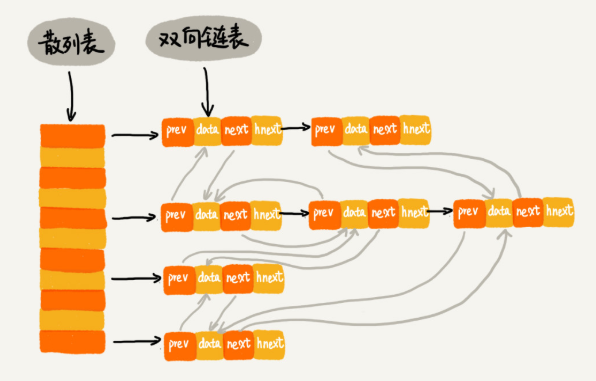 散列表 双向链表
prev data next hnext prev data next hnext
prev data next hnext prev data next hnext prev data next hnext
prev data next hnext
prev data next hnext